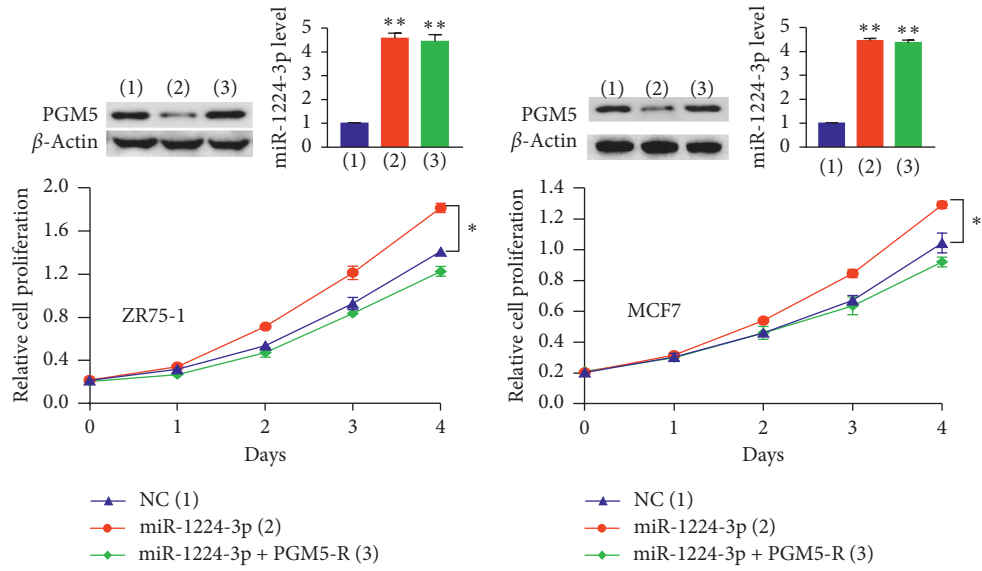 (1) (2) (3)
PGM5
β-Actin
miR-1224-3p level
5
4
3
2
1
0
** **
(1) (2) (3)
(1) (2) (3)
PGM5
β-Actin
miR-1224-3p level
5
4
3
2
1
0
** **
(1) (2) (3)
Relative cell proliferation
2.0
1.6
1.2
0.8
0.4
0.0
ZR75-1
*
0 1 2 3 4
Days
NC (1)
miR-1224-3p (2)
miR-1224-3p + PGM5-R (3)
Relative cell proliferation
1.4
1.2
1.0
0.8
0.6
0.4
0.2
0.0
MCF7
*
0 1 2 3 4
Days
NC (1)
miR-1224-3p (2)
miR-1224-3p + PGM5-R (3)